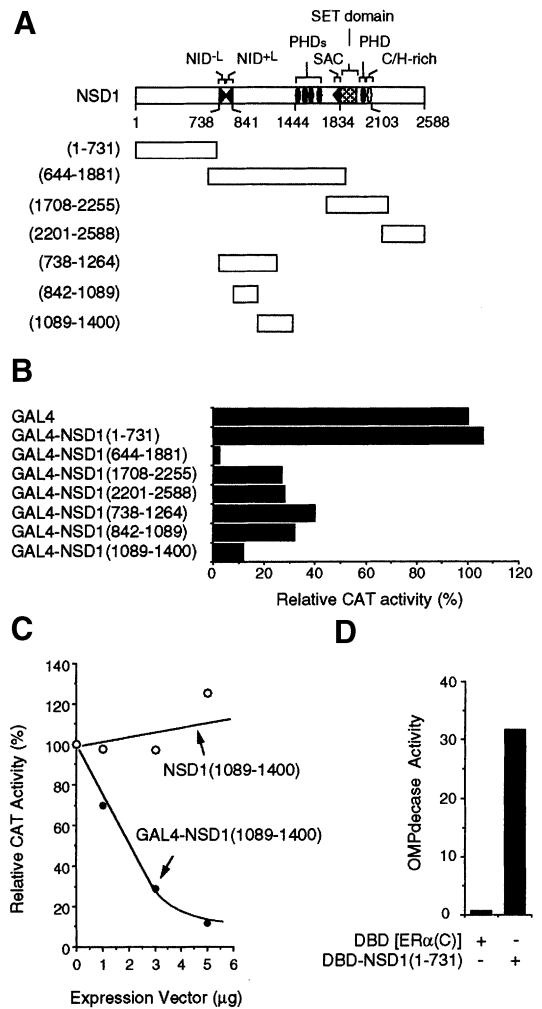 A
SET domain
PHDs
PHD
NID-L
NID+L
SAC
C/H-rich
NSD1
1
738
841
1444
1834
2103
2588
(1-731)
(644-1881)
(1708-2255)
(2201-2588)
(738-1264)
(842-1089)
(1089-1400)
B
GAL4
GAL4-NSD1(1-731)
GAL4-NSD1(644-1881)
GAL4-NSD1(1708-2255)
GAL4-NSD1(2201-2588)
GAL4-NSD1(738-1264)
GAL4-NSD1(842-1089)
GAL4-NSD1(1089-1400)
0 20 40 60 80 100 120
Relative CAT activity (%)
C
Relative CAT Activity (%)
140
120
100
80
60
40
20
0
NSD1(1089-1400)
GAL4-NSD1(1089-1400)
0 1 2 3 4 5 6
Expression Vector (μg)
D
OMPdecase Activity
40
30
20
10
0
DBD [ERα(C)] + -
DBD-NSD1(1-731) - +